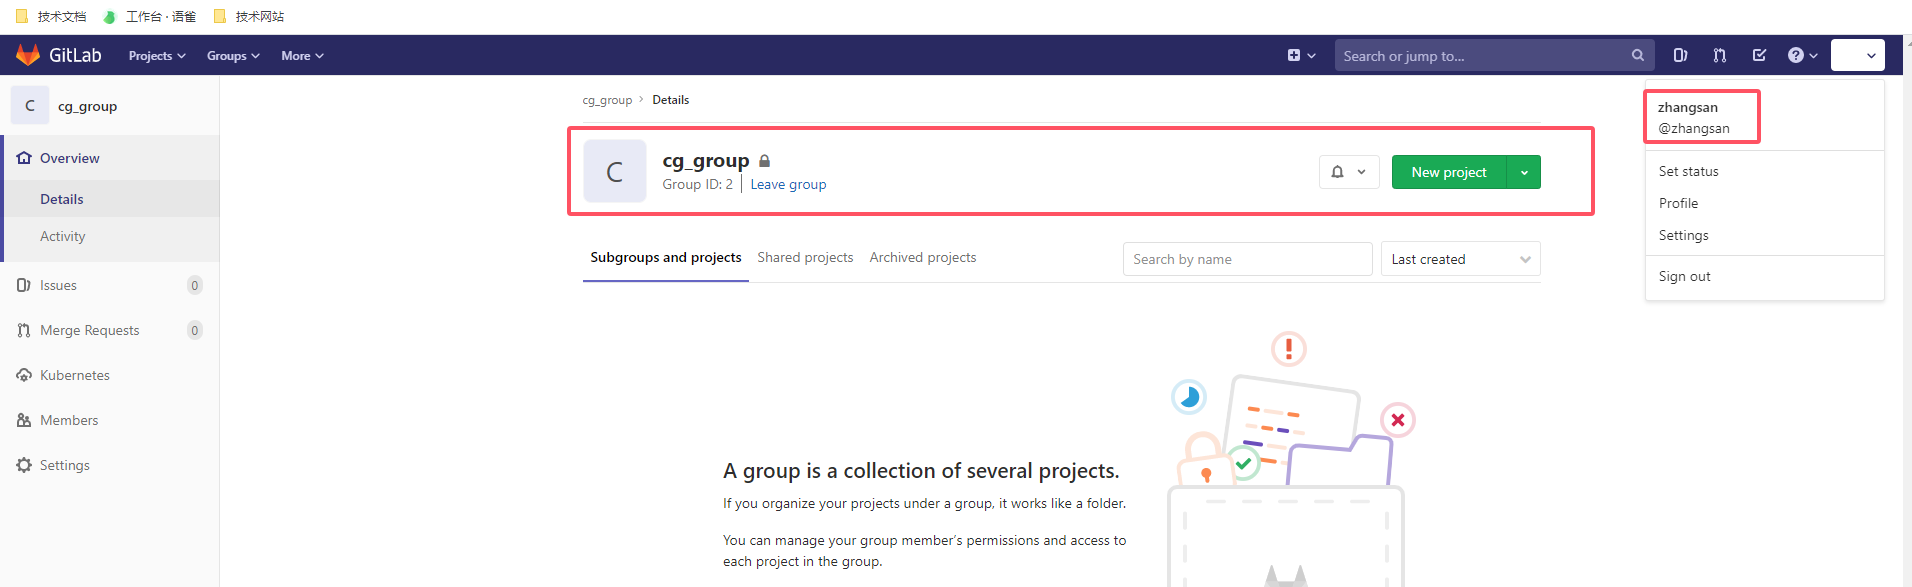 技术文档 工作台 · 语雀 技术网站
GitLab Projects Groups More Search or jump to...
C cg_group
Overview
Details
Activity
Issues 0
Merge Requests 0
Kubernetes
Members
Settings
cg_group > Details
C
cg_group
Group ID: 2 | Leave group
New project
Subgroups and projects Shared projects Archived projects Search by name Last created
A group is a collection of several projects.
If you organize your projects under a group, it works like a folder.
You can manage your group member's permissions and access to
each project in the group.
zhangsan
@zhangsan
Set status
Profile
Settings
Sign out